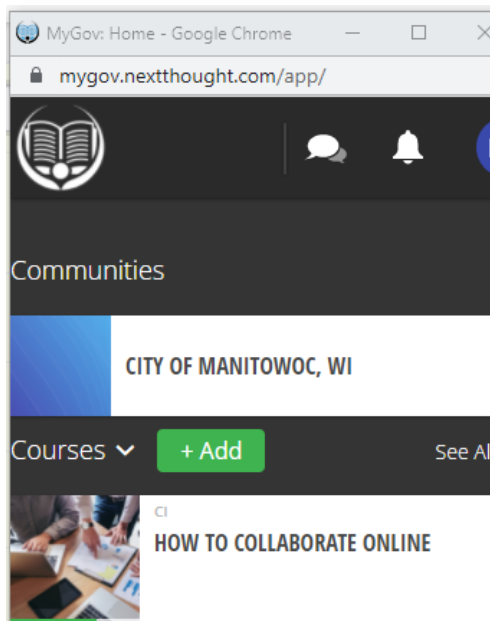 MyGov: Home - Google Chrome
mygov.nextthought.com/app/
Communities
CITY OF MANITOWOC, WI
Courses + Add See Al
CI
HOW TO COLLABORATE ONLINE